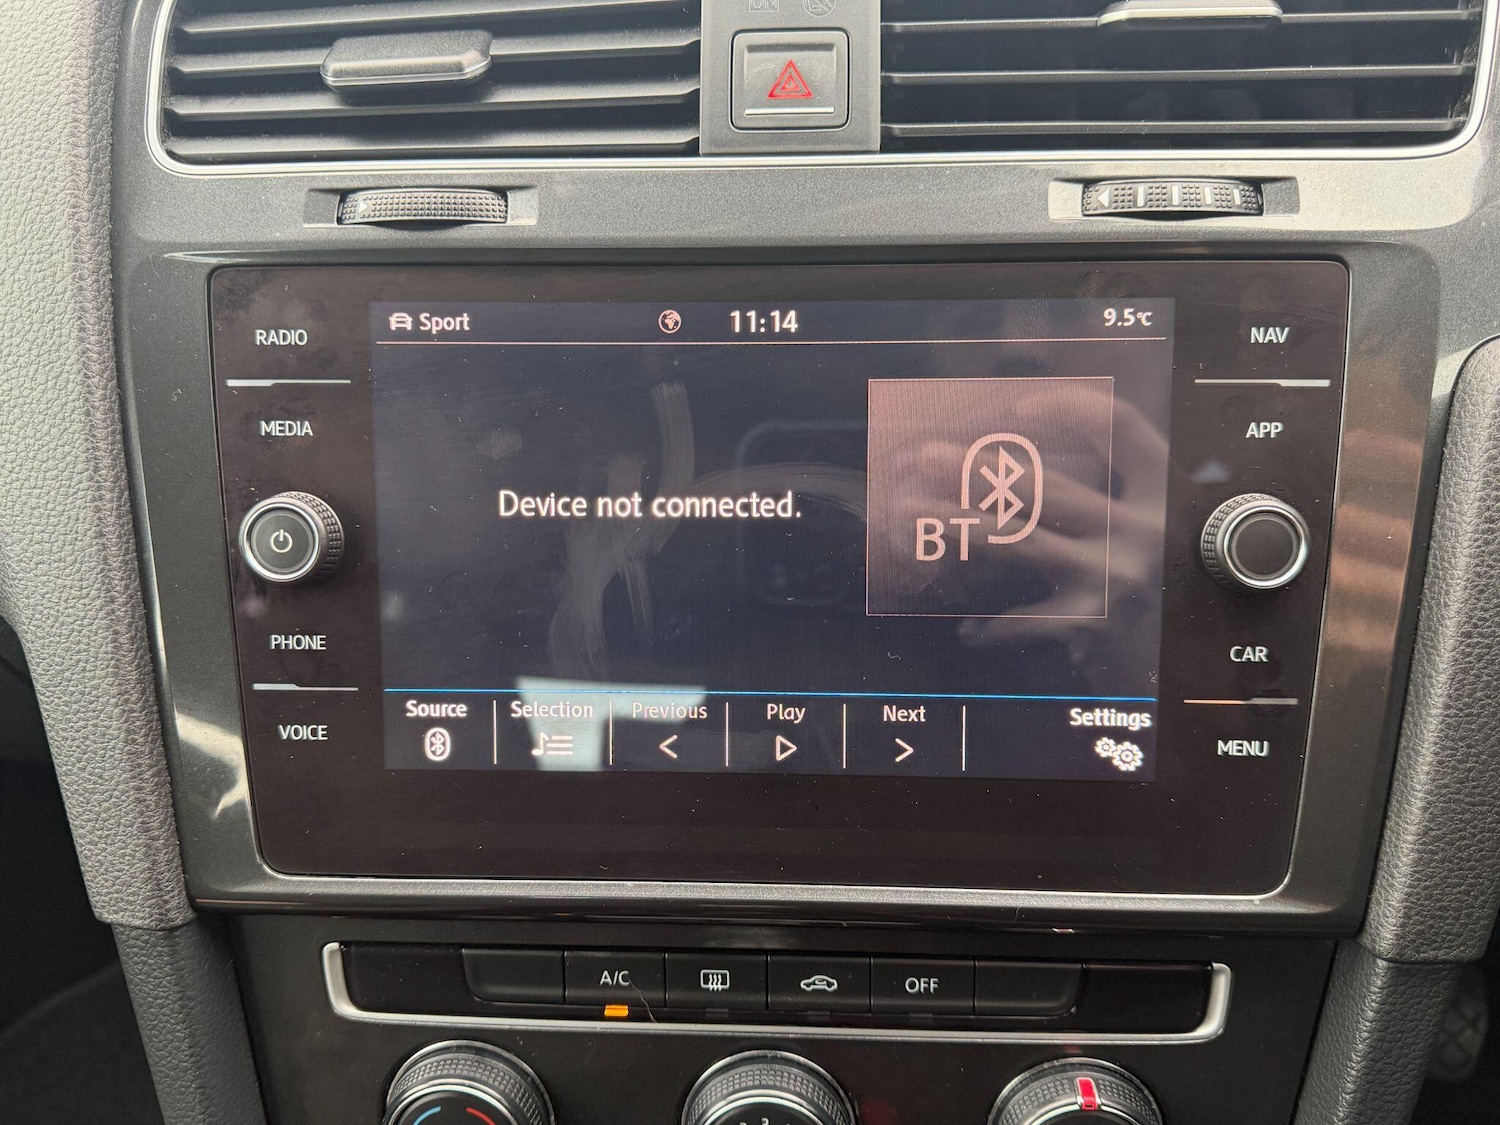 RADIO
MEDIA
PHONE
VOICE
Sport
11:14
9.5°C
Device not connected.
BT
Source
Selection
Previous
Play
Next
Settings
NAV
APP
CAR
MENU
A/C
OFF